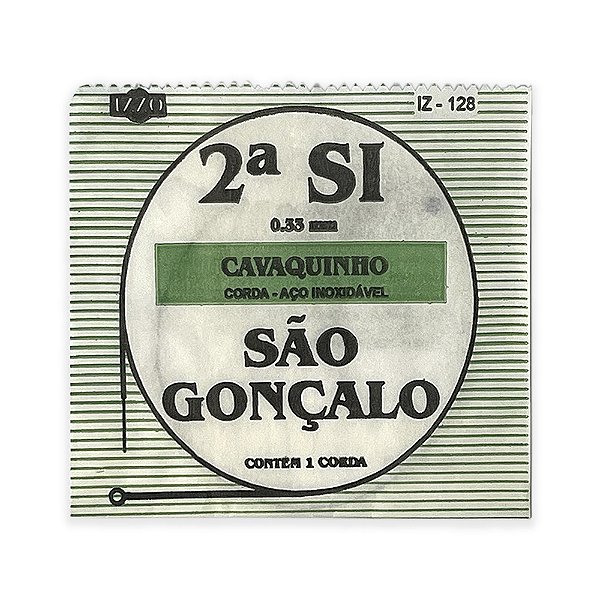 IZZO
IZ - 128
2ª SI
0.33 mm
CAVAQUINHO
CORDA - AÇO INOXIDÁVEL
SÃO
GONÇALO
CONTÉM 1 CORDA